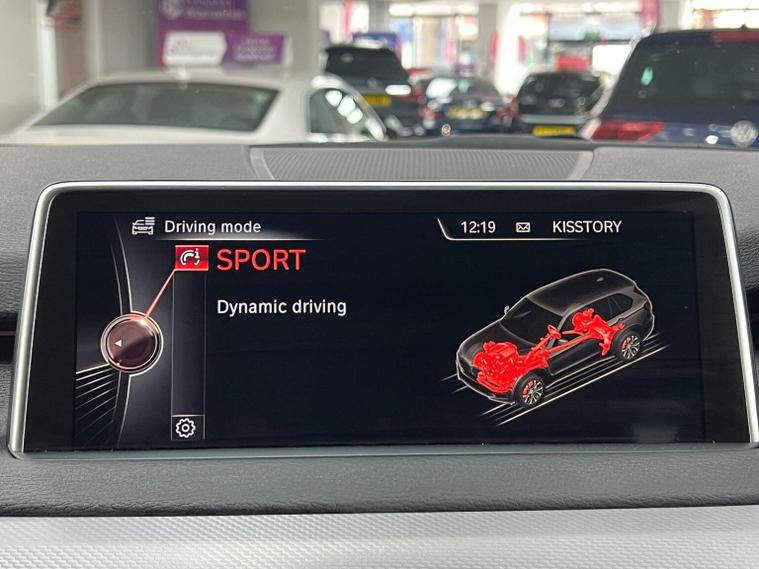 Driving mode
12:19
KISSTORY
SPORT
Dynamic driving